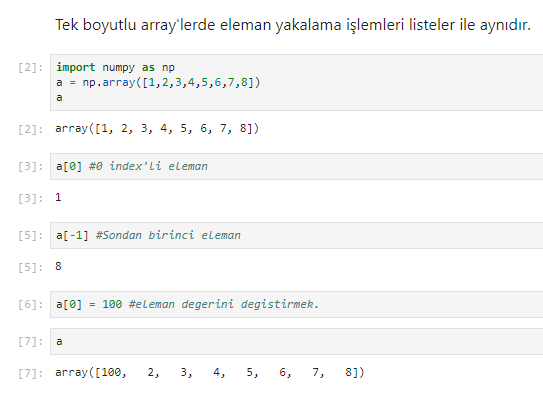 Tek boyutlu array'lerde eleman yakalama işlemleri listeler ile aynıdır.
[2]: import numpy as np
a = np.array([1,2,3,4,5,6,7,8])
a
[2]: array([1, 2, 3, 4, 5, 6, 7, 8])
[3]: a[0] #0 index'li eleman
[3]: 1
[5]: a[-1] #Sondan birinci eleman
[5]: 8
[6]: a[0] = 100 #eleman degerini degistirmek.
[7]: a
[7]: array([100,   2,   3,   4,   5,   6,   7,   8])